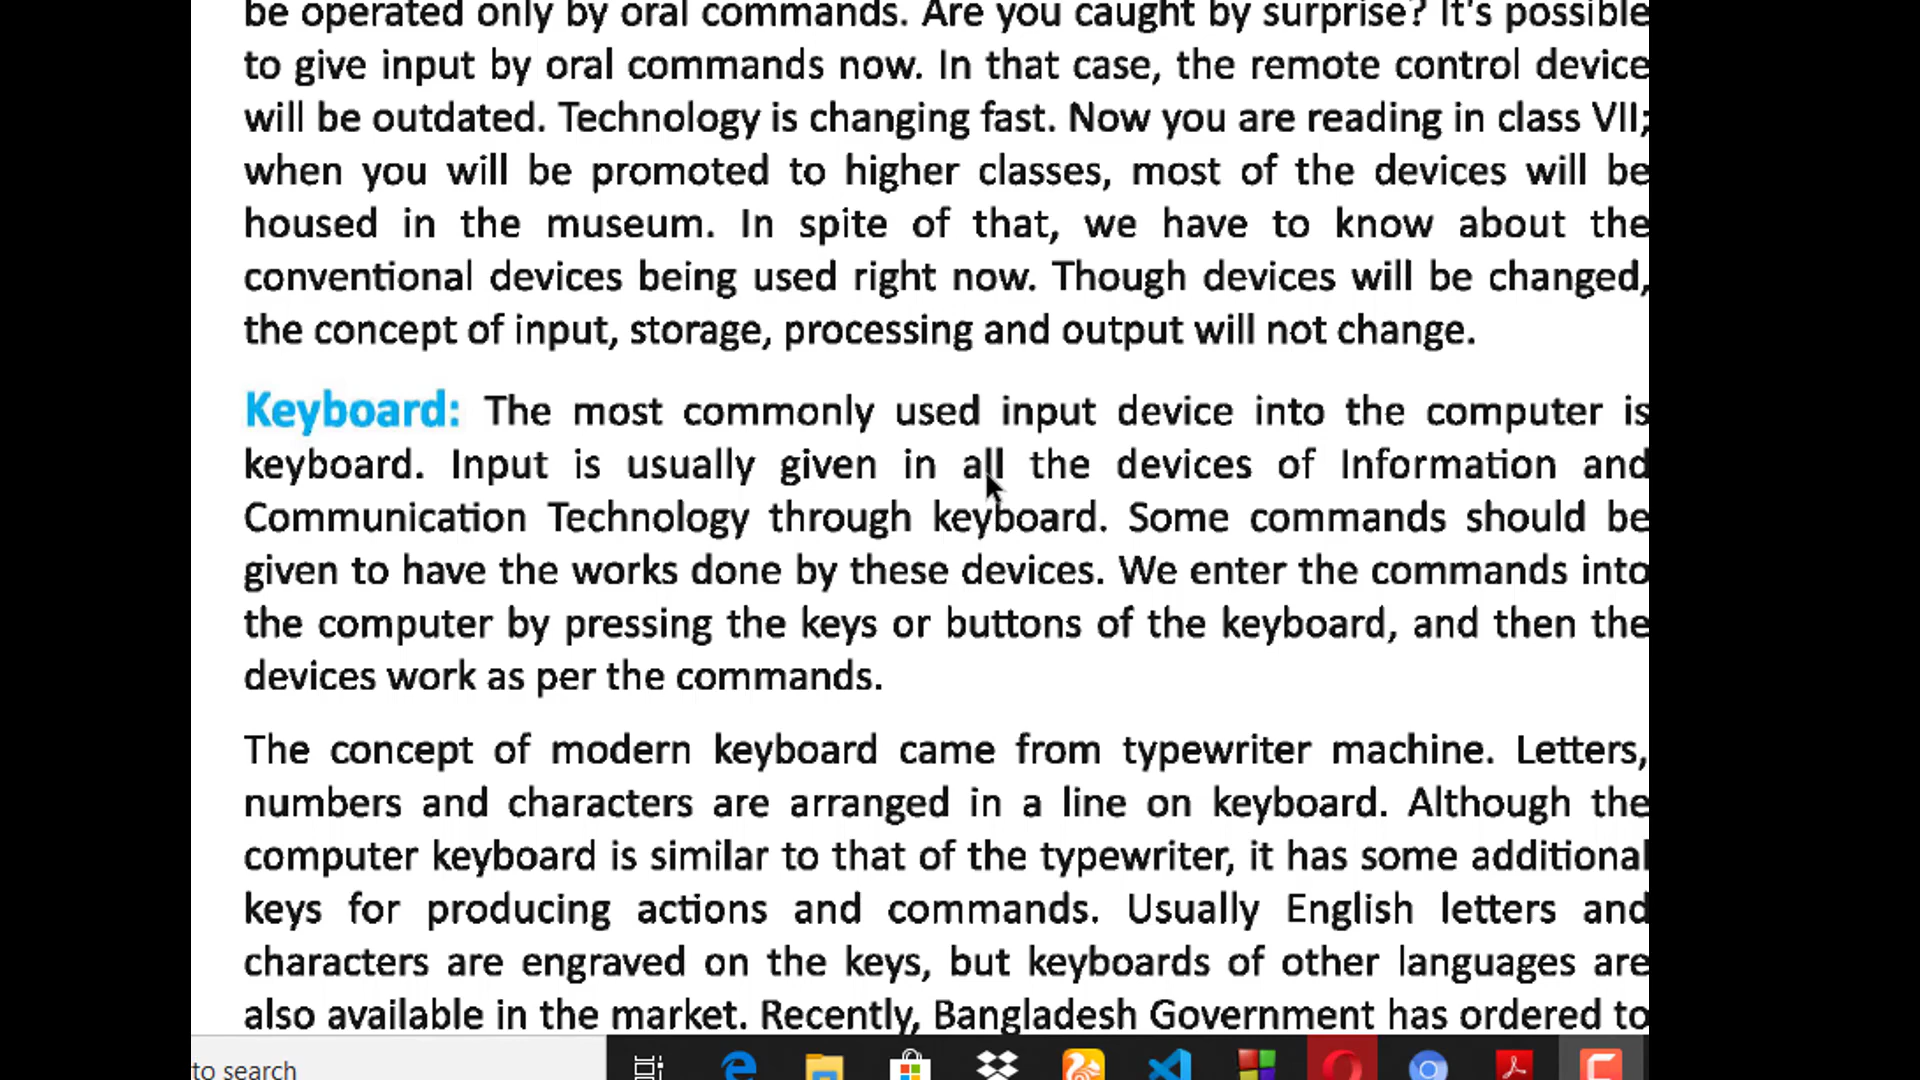 be operated only by oral commands. Are you caught by surprise? It's possible
to give input by oral commands now. In that case, the remote control device
will be outdated. Technology is changing fast. Now you are reading in class VII;
when you will be promoted to higher classes, most of the devices will be
housed in the museum. In spite of that, we have to know about the
conventional devices being used right now. Though devices will be changed,
the concept of input, storage, processing and output will not change.
Keyboard: The most commonly used input device into the computer is
keyboard. Input is usually given in all the devices of Information and
Communication Technology through keyboard. Some commands should be
given to have the works done by these devices. We enter the commands into
the computer by pressing the keys or buttons of the keyboard, and then the
devices work as per the commands.
The concept of modern keyboard came from typewriter machine. Letters,
numbers and characters are arranged in a line on keyboard. Although the
computer keyboard is similar to that of the typewriter, it has some additional
keys for producing actions and commands. Usually English letters and
characters are engraved on the keys, but keyboards of other languages are
also available in the market. Recently, Bangladesh Government has ordered to
to search